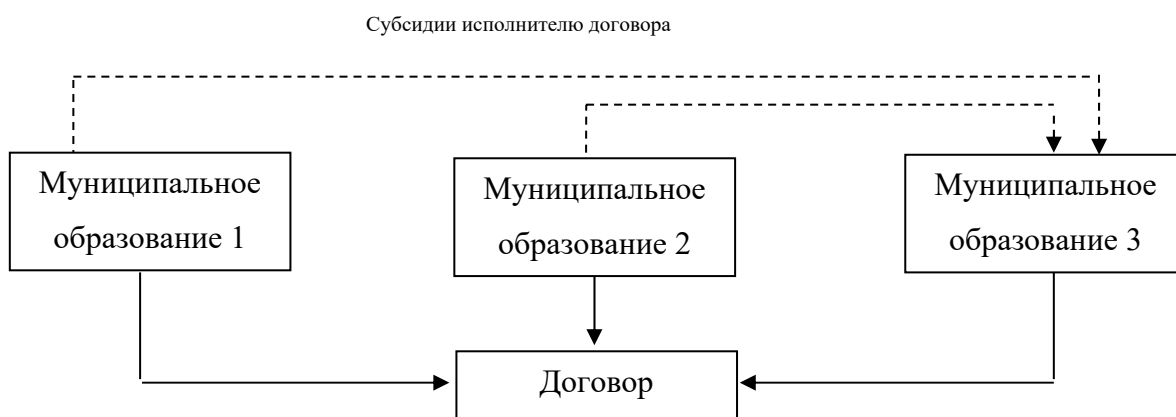 Субсидии исполнителю договора
Муниципальное
образование 1
Муниципальное
образование 2
Муниципальное
образование 3
Договор